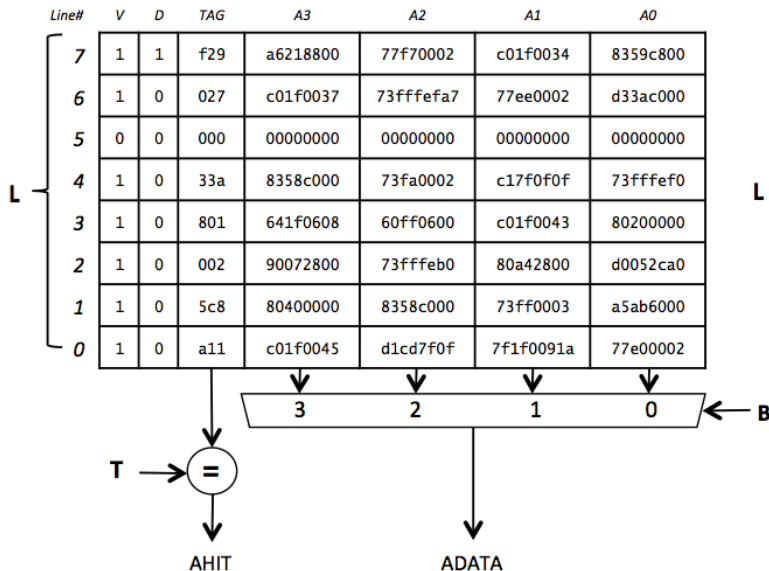 Line# V D TAG A3 A2 A1 A0
7 1 1 f29 a6218800 77f70002 c01f0034 8359c800
6 1 0 027 c01f0037 73fffefa7 77ee0002 d33ac000
5 0 0 000 00000000 00000000 00000000 00000000
L 4 1 0 33a 8358c000 73fa0002 c17f0f0f 73fffef0 L
3 1 0 801 641f0608 60ff0600 c01f0043 80200000
2 1 0 002 90072800 73fffeb0 80a42800 d0052ca0
1 1 0 5c8 80400000 8358c000 73ff0003 a5ab6000
0 1 0 a11 c01f0045 d1cd7f0f 7f1f0091a 77e00002
3 2 1 0 B
T =
AHIT ADATA